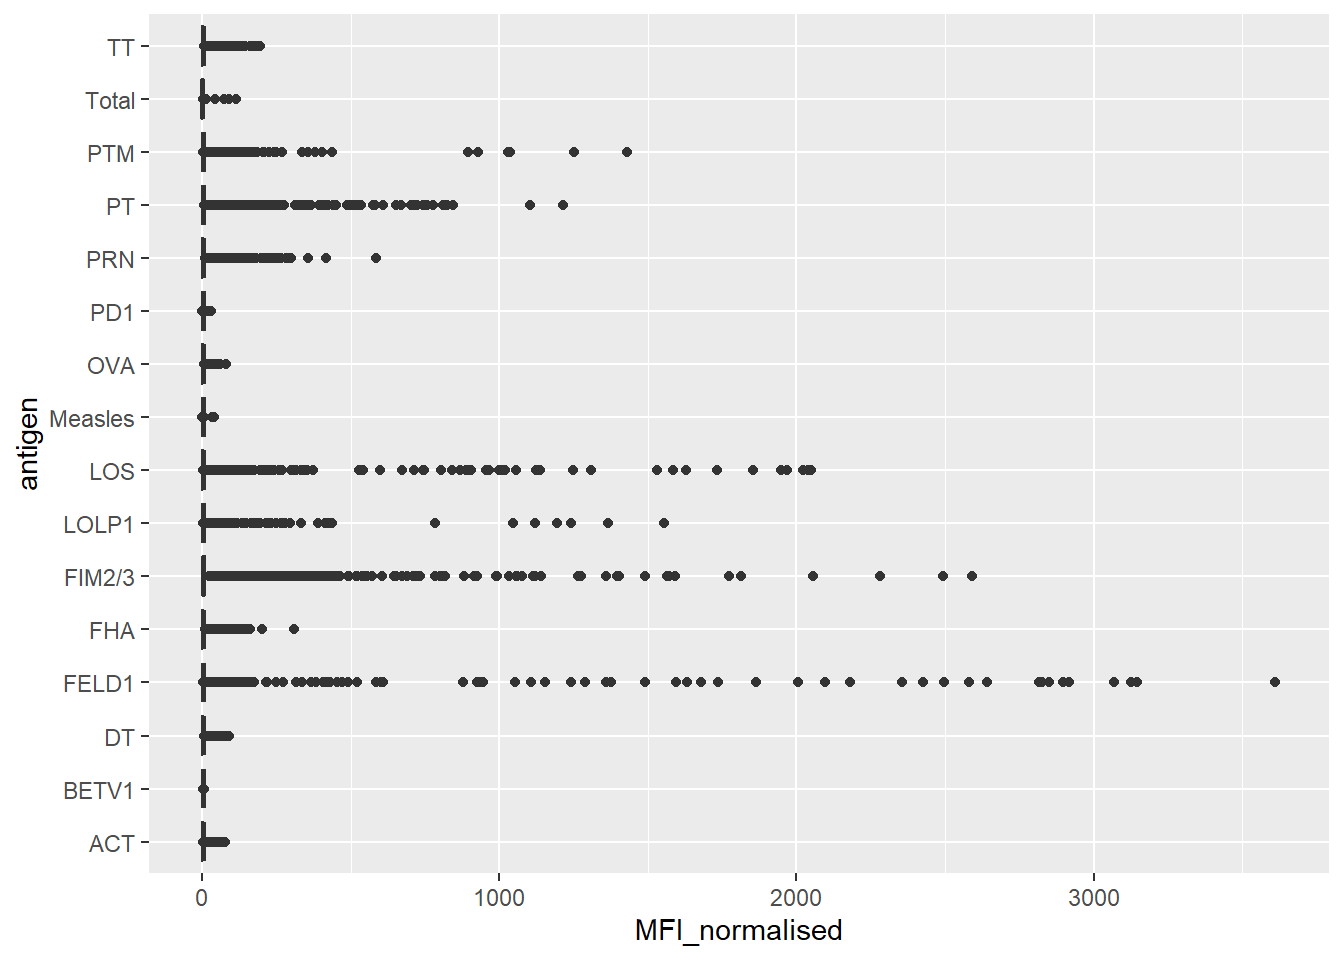 TT
Total
PTM
PT
PRN
PD1
OVA
Measles
LOS
LOLP1
FIM2/3
FHA
FELD1
DT
BETV1
ACT
antigen
0 1000 2000 3000
MFI_normalised